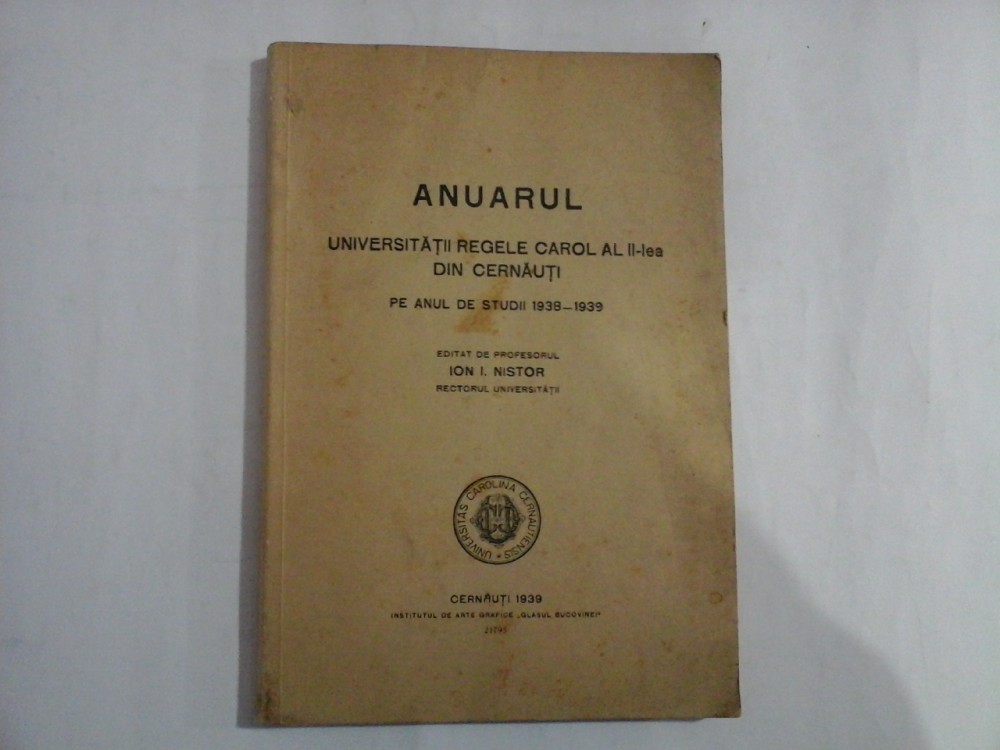 ANUARUL
UNIVERSITĂȚII REGELE CAROL AL II-lea
DIN CERNĂUȚI
PE ANUL DE STUDII 1938–1939
EDITAT DE PROFESORUL
ION I. NISTOR
RECTORUL UNIVERSITĂȚII
UNIVERSITAS CAROLINA CERNAUTIENSIS *
CERNĂUȚI 1939
INSTITUTUL DE ARTE GRAFICE „GLASUL BUCOVINEI“